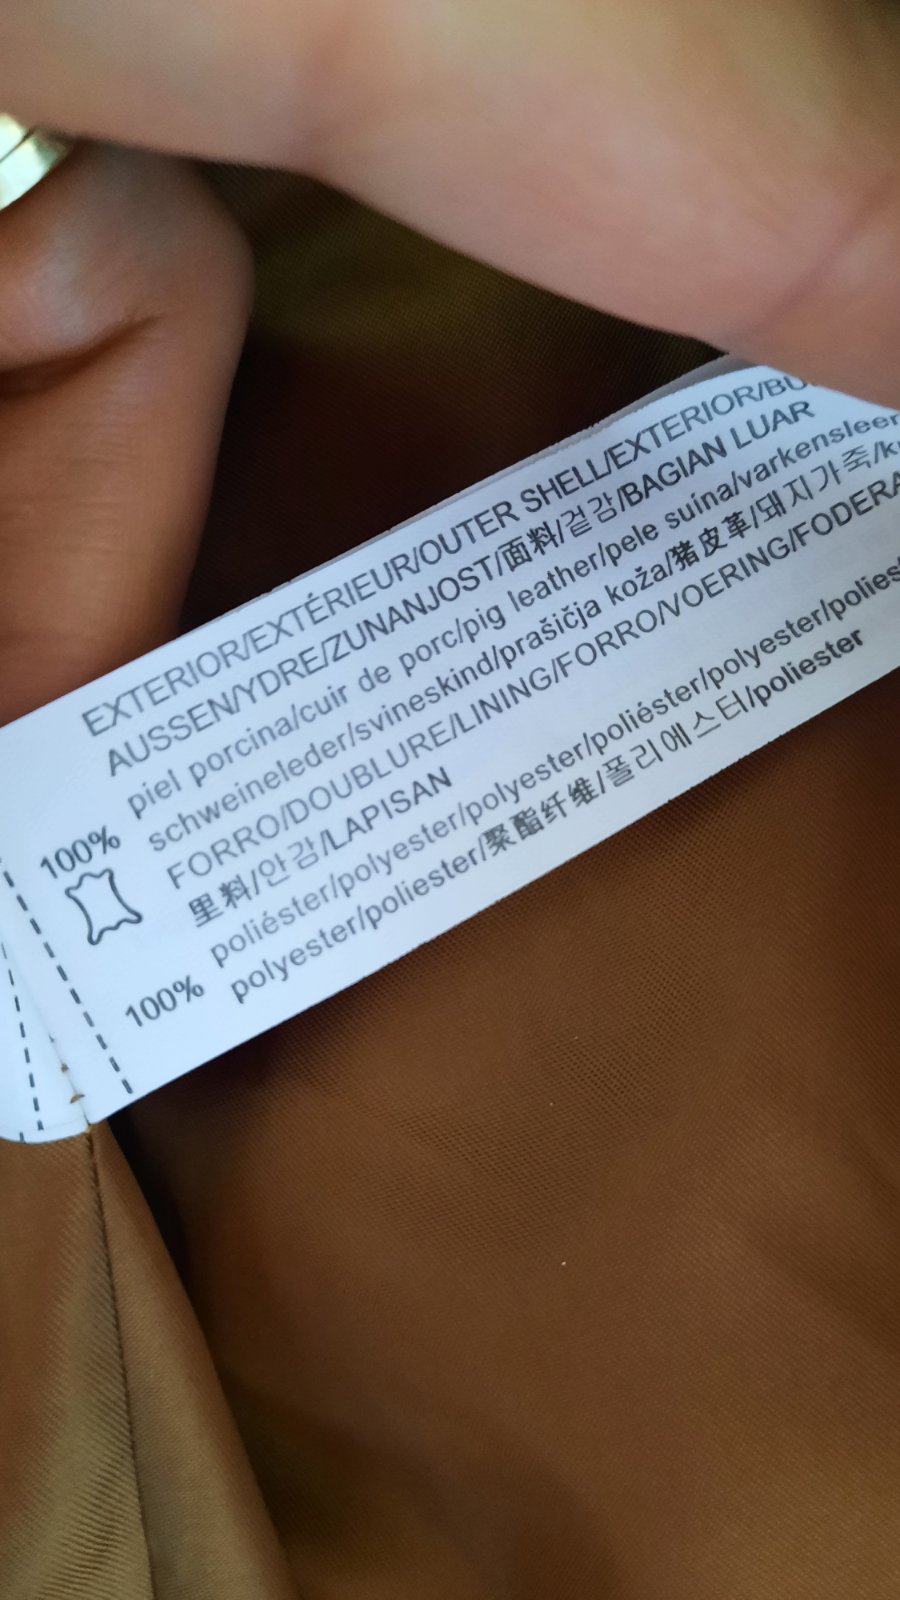 EXTERIOR/EXTÉRIEUR/OUTER SHELL/EXTERIOR/
AUSSEN/YDRE/ZUNANJOST/面料/겉감/BAGIAN LUAR
100% piel porcina/cuir de porc/pig leather/pele suína/varkensleer
schweineleder/svineskind/prašičja koža/猪皮革/돼지가죽/
FORRO/DOUBLURE/LINING/FORRO/VOERING/FODERA
里料/안감/LAPISAN
100% poliéster/polyester/polyester/poliéster/polyester/
polyester/poliester/聚酯纤维/폴리에스터/poliester